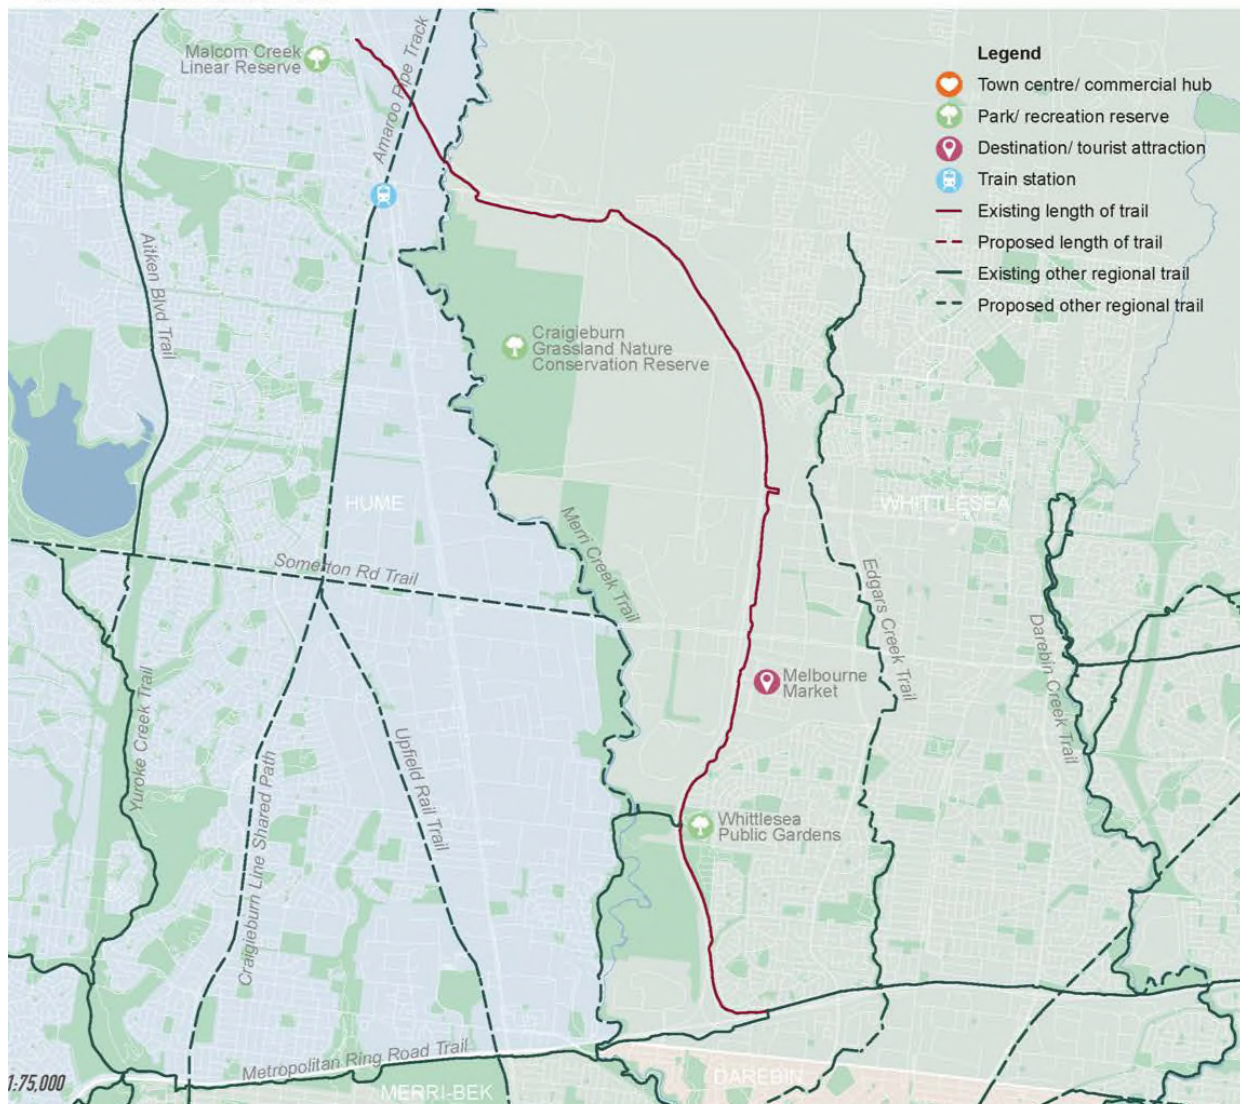 Malcom Creek
Linear Reserve
Amaroo Pipe Track
Legend
Town centre/ commercial hub
Park/ recreation reserve
Destination/ tourist attraction
Train station
Existing length of trail
Proposed length of trail
Existing other regional trail
Proposed other regional trail
Aitken Blvd Trail
Craigieburn
Grassland Nature
Conservation Reserve
HUME
WHITTLESEA
Merri Creek Trail
Somerton Rd Trail
Edgars Creek Trail
Darebin Creek Trail
Melbourne
Market
Yuroke Creek Trail
Craigieburn Line Shared Path
Upfield Rail Trail
Whittlesea
Public Gardens
Metropolitan Ring Road Trail
1:75,000
MERRI-BEK
DAREBIN